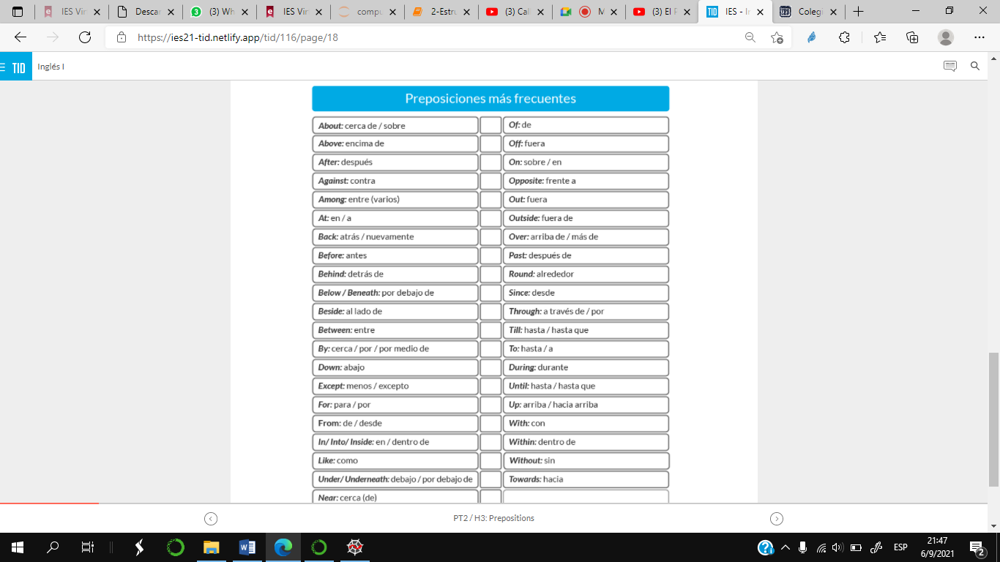 IES Vir
Descar
(3) Wh
IES Vir
compu
2-Estru
(3) Cal
M
(3) El F
IES - In
Colegi
https://ies21-tid.netlify.app/tid/116/page/18
TID
Inglés I
Preposiciones más frecuentes
About: cerca de / sobre
Of: de
Above: encima de
Off: fuera
After: después
On: sobre / en
Against: contra
Opposite: frente a
Among: entre (varios)
Out: fuera
At: en / a
Outside: fuera de
Back: atrás / nuevamente
Over: arriba de / más de
Before: antes
Past: después de
Behind: detrás de
Round: alrededor
Below / Beneath: por debajo de
Since: desde
Beside: al lado de
Through: a través de / por
Between: entre
Till: hasta / hasta que
By: cerca / por / por medio de
To: hasta / a
Down: abajo
During: durante
Except: menos / excepto
Until: hasta / hasta que
For: para / por
Up: arriba / hacia arriba
From: de / desde
With: con
In/ Into/ Inside: en / dentro de
Within: dentro de
Like: como
Without: sin
Under/ Underneath: debajo / por debajo de
Towards: hacia
Near: cerca (de)
PT2 / H3: Prepositions
ESP
21:47
6/9/2021
2